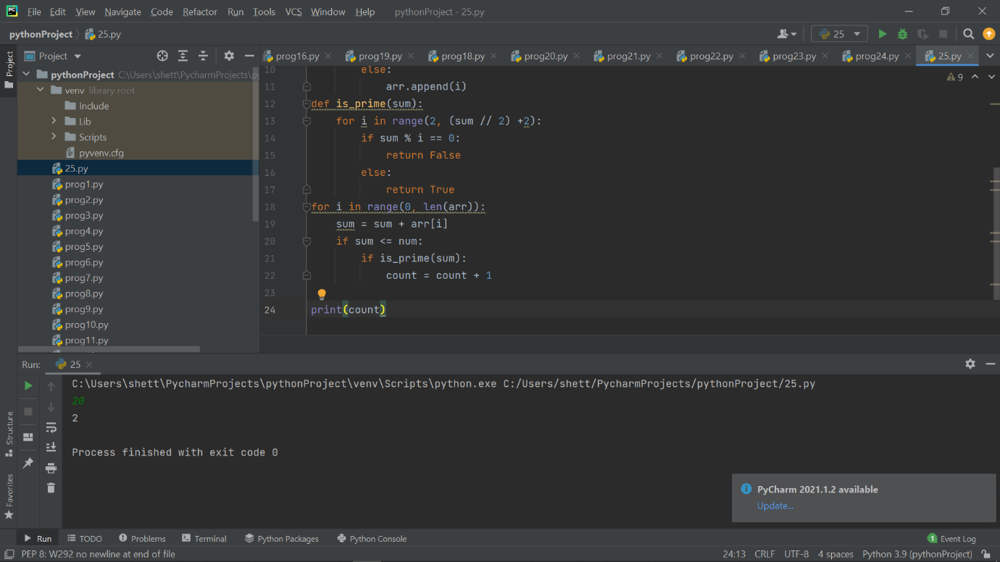 File Edit View Navigate Code Refactor Run Tools VCS Window Help pythonProject - 25.py
pythonProject 25.py 25
Project prog16.py prog19.py prog18.py prog20.py prog21.py prog22.py prog23.py prog24.py 25.py
pythonProject C:\Users\shett\PycharmProjects\py
venv library root
Include
Lib
Scripts
pyvenv.cfg
25.py
prog1.py
prog2.py
prog3.py
prog4.py
prog5.py
prog6.py
prog7.py
prog8.py
prog9.py
prog10.py
prog11.py
9
10 else:
11 arr.append(i)
12 def is_prime(sum):
13 for i in range(2, (sum // 2) +2):
14 if sum % i == 0:
15 return False
16 else:
17 return True
18 for i in range(0, len(arr)):
19 sum = sum + arr[i]
20 if sum <= num:
21 if is_prime(sum):
22 count = count + 1
23
24 print(count)
Project
Structure
Favorites
Run: 25
C:\Users\shett\PycharmProjects\pythonProject\venv\Scripts\python.exe C:/Users/shett/PycharmProjects/pythonProject/25.py
20
2
Process finished with exit code 0
PyCharm 2021.1.2 available
Update...
Run TODO Problems Terminal Python Packages Python Console 1 Event Log
PEP 8: W292 no newline at end of file 24:13 CRLF UTF-8 4 spaces Python 3.9 (pythonProject)